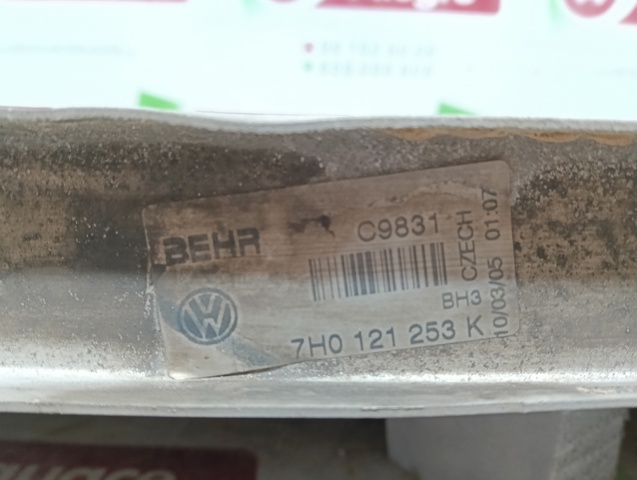 BEHR C9831
BH3
7H0 121 253 K
CZECH
10/03/05 01:07